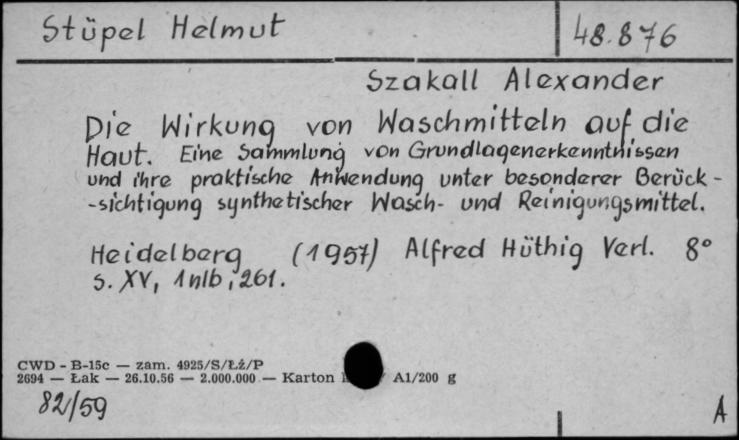 Stüpel Helmut
48.876
Szakall Alexander
Die Wirkung von Waschmitteln auf die
Haut. Eine Sammlung von Grundlagenerkenntnissen
und ihre praktische Anwendung unter besonderer Berück-
-sichtigung synthetischer Wasch- und Reinigungsmittel.
Heidelberg (1957) Alfred Hüthig Verl. 8°
S. XV, 1 nlb, 261.
CWD - B-15c — zam. 4925/S/Łź/P
2694 — Łak — 26.10.56 — 2.000.000 — Karton A1/200 g
82/59
A